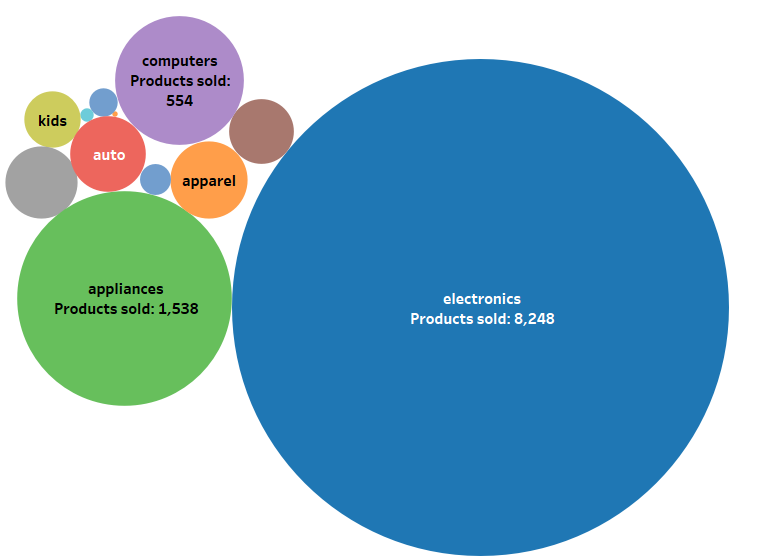 computers
Products sold:
554
kids
auto
apparel
appliances
Products sold: 1,538
electronics
Products sold: 8,248